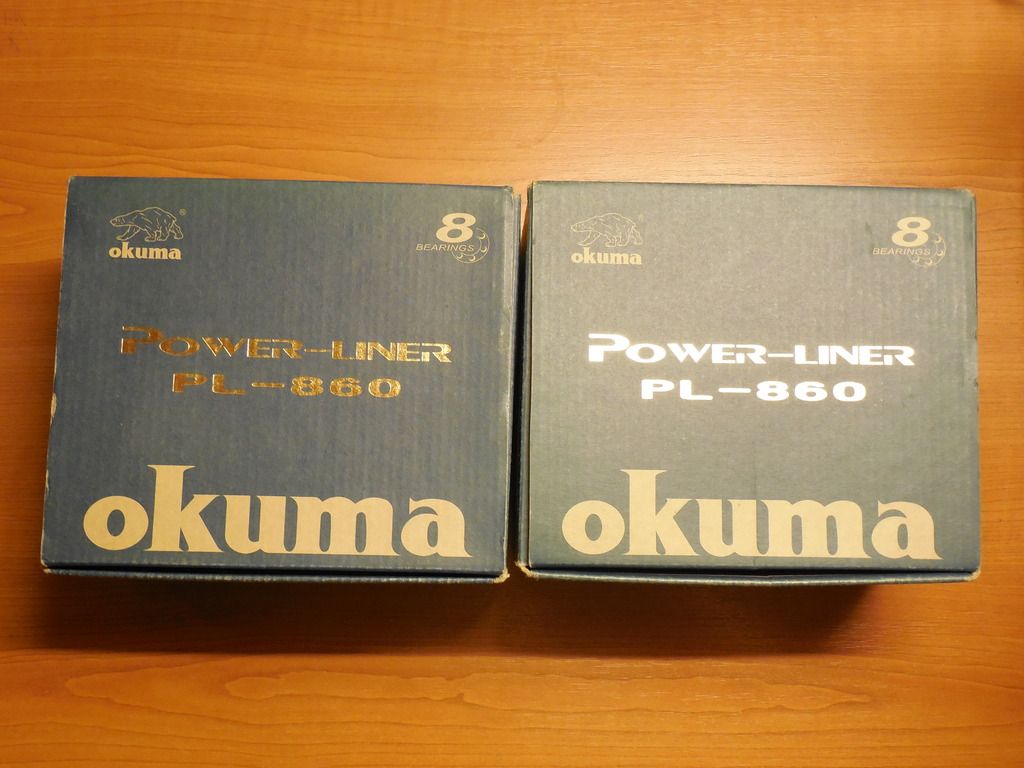 ®
okuma
8
BEARINGS
POWER-LINER
PL-860
okuma
®
okuma
8
BEARINGS
POWER-LINER
PL-860
okuma